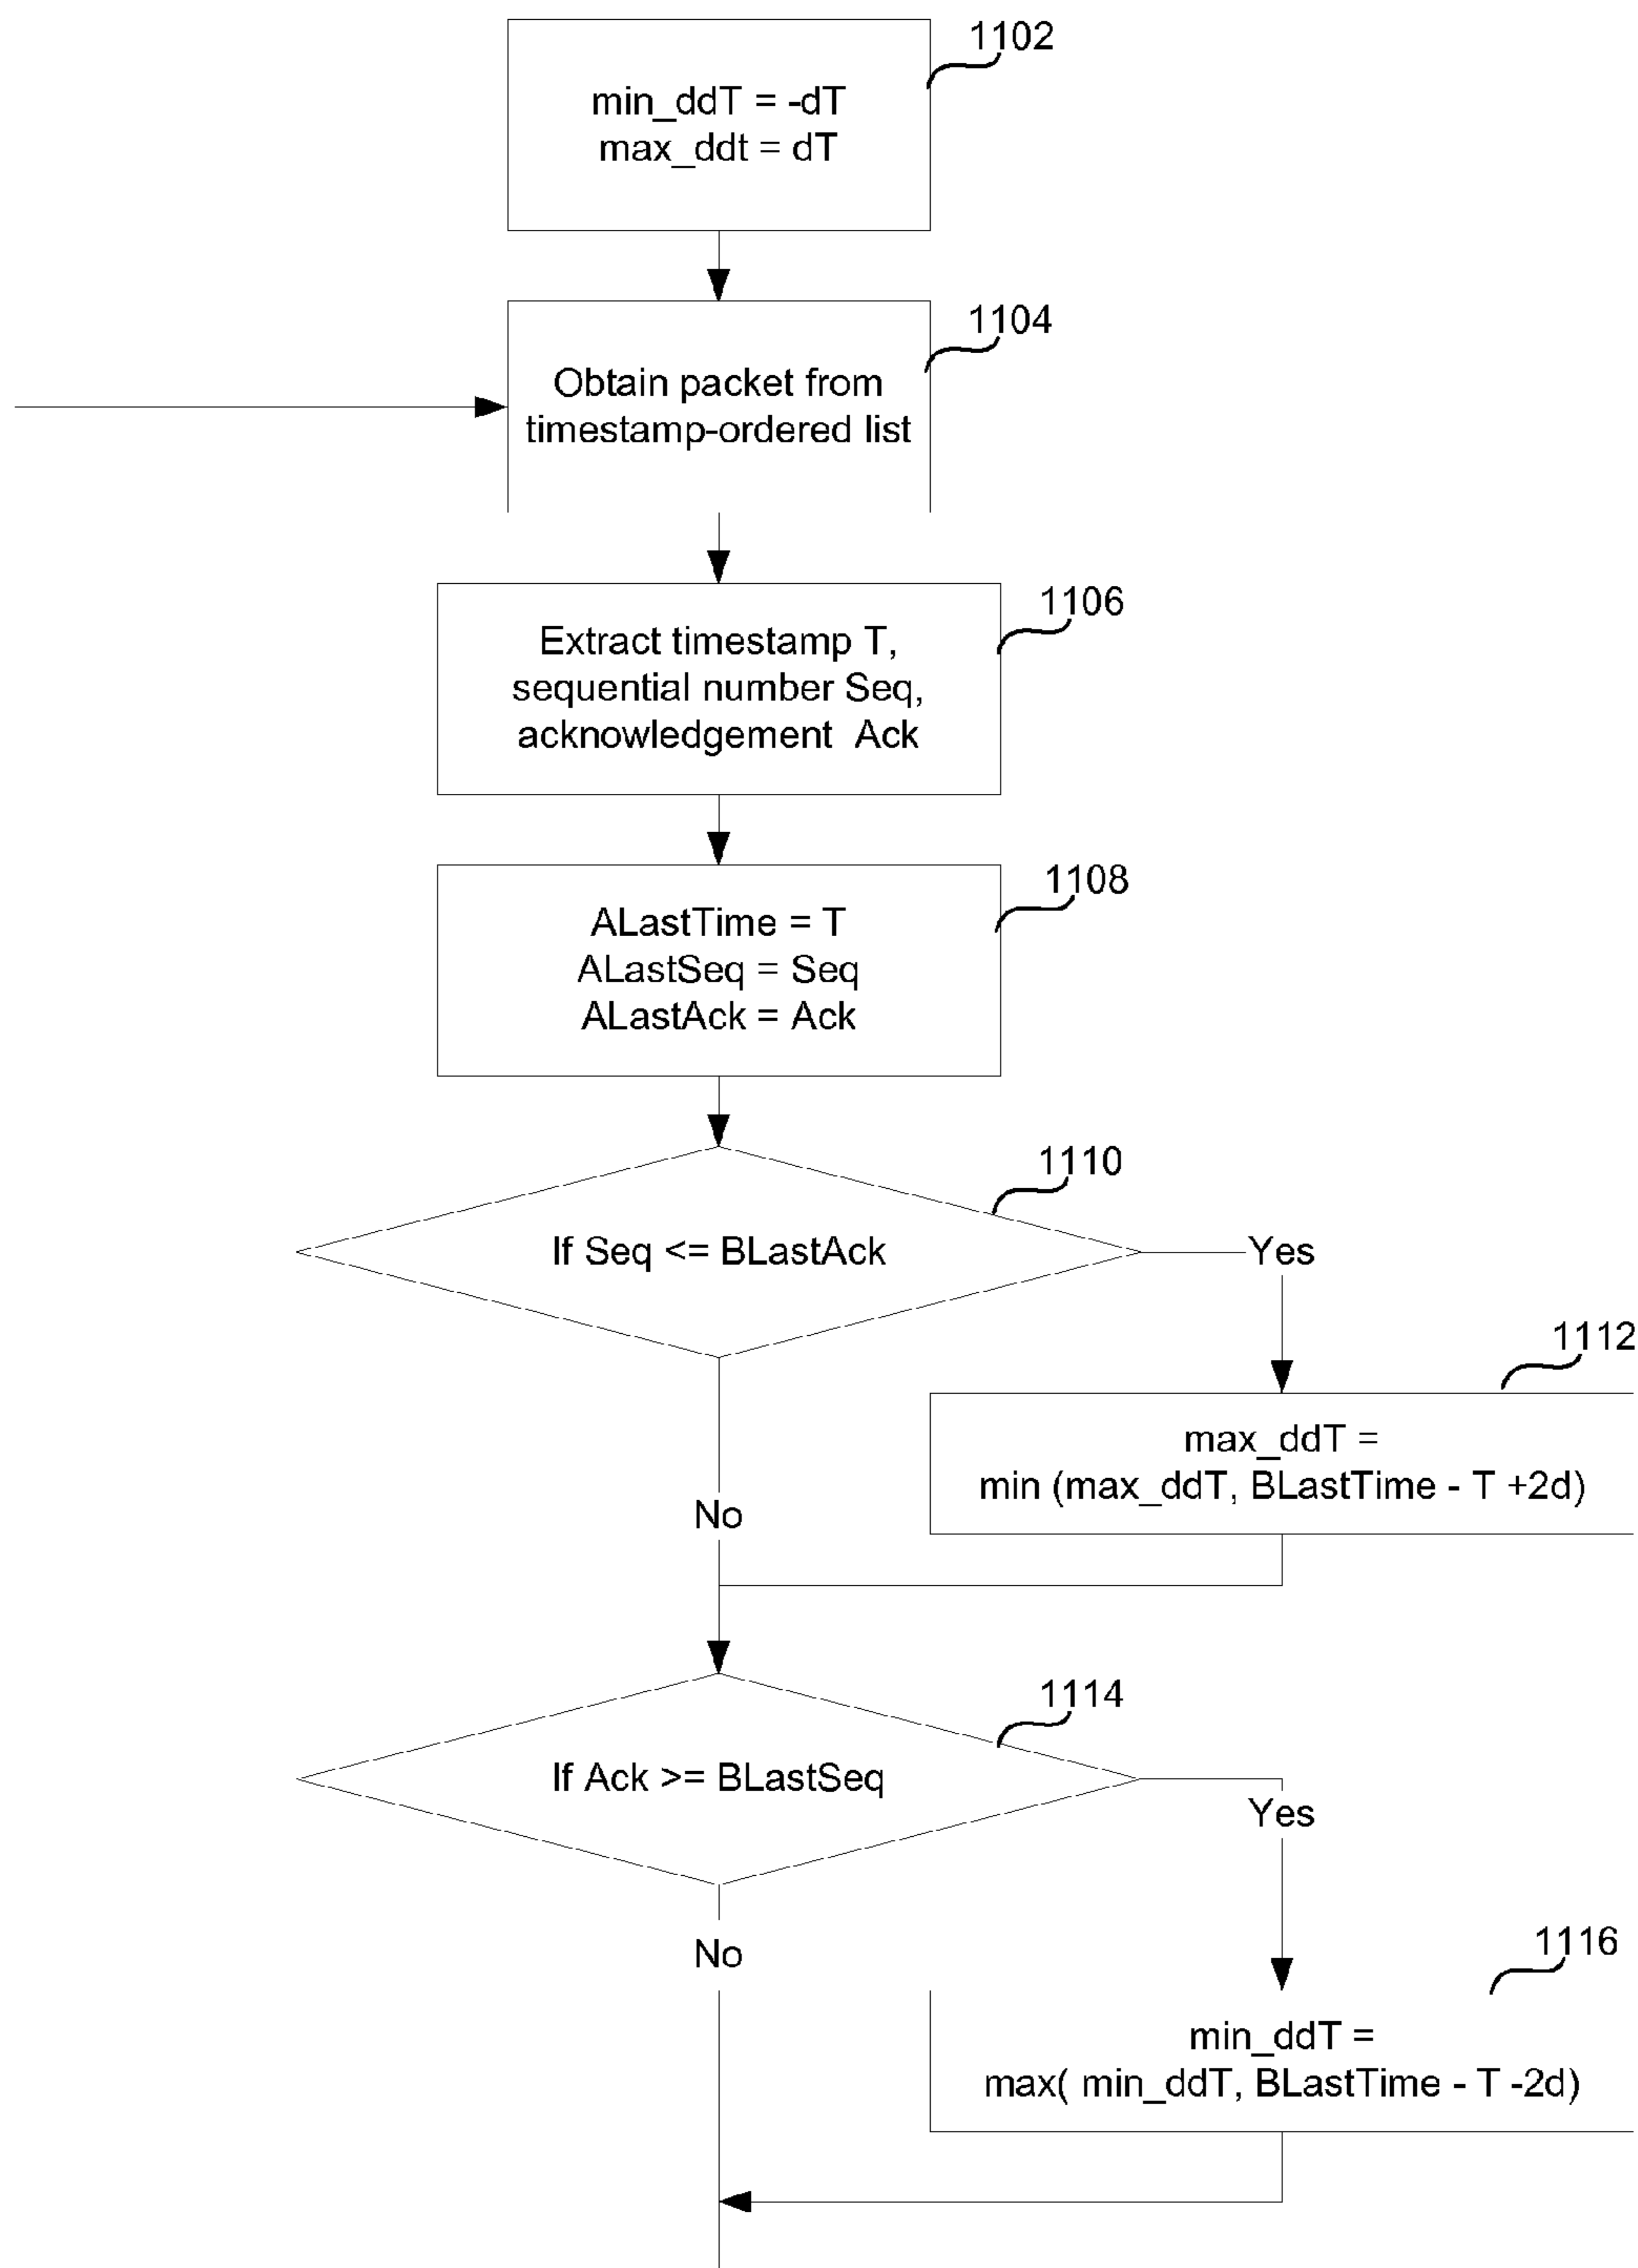 1102
min_ddT = -dT
max_ddt = dT
1104
Obtain packet from
timestamp-ordered list
1106
Extract timestamp T,
sequential number Seq,
acknowledgement Ack
1108
ALastTime = T
ALastSeq = Seq
ALastAck = Ack
1110
If Seq <= BLastAck
Yes
1112
max_ddT =
min (max_ddT, BLastTime - T +2d)
No
1114
If Ack >= BLastSeq
Yes
1116
No
min_ddT =
max( min_ddT, BLastTime - T -2d)